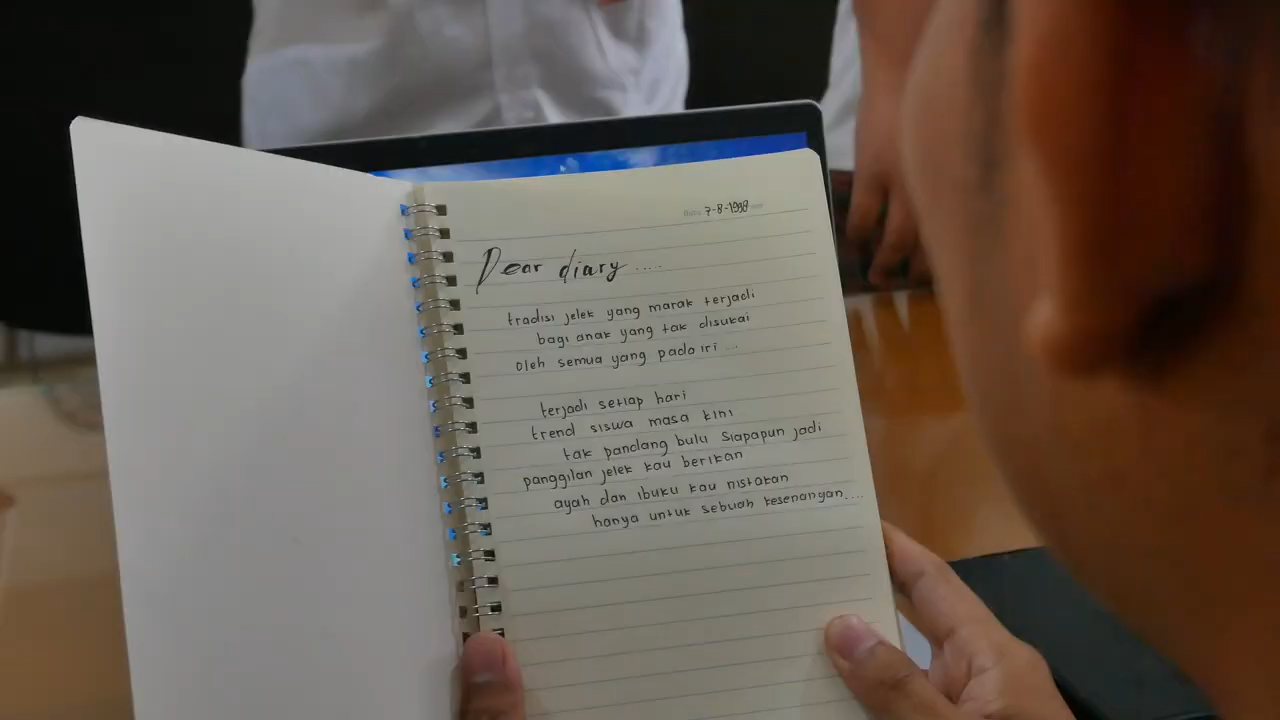 7-8-1998
Dear diary .....
tradisi jelek yang marak terjadi
bagi anak yang tak disukai
oleh semua yang pada iri ...
terjadi setiap hari
trend siswa masa kini
tak pandang bulu siapapun jadi
panggilan jelek kau berikan
ayah dan ibuku kau nistakan
hanya untuk sebuah kesenangan....